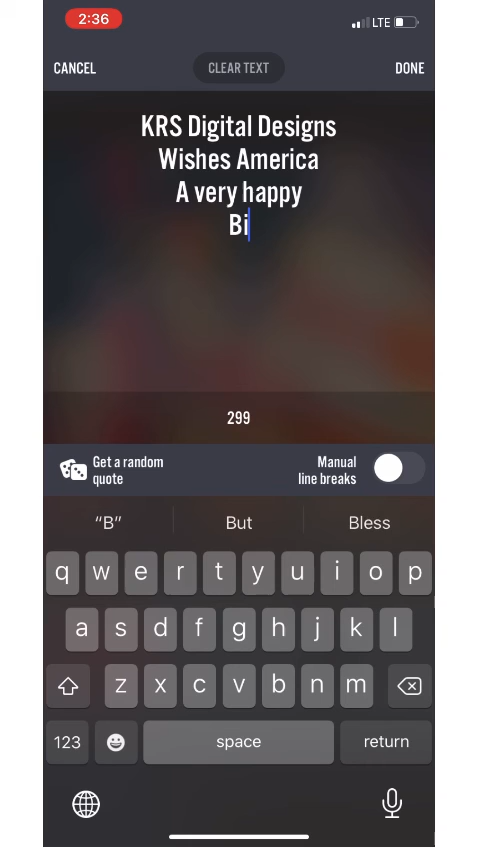 2:36
LTE
CANCEL
CLEAR TEXT
DONE
KRS Digital Designs
Wishes America
A very happy
Bi
299
Get a random
quote
Manual
line breaks
"B"
But
Bless
q w e r t y u i o p
a s d f g h j k l
z x c v b n m
123
space
return